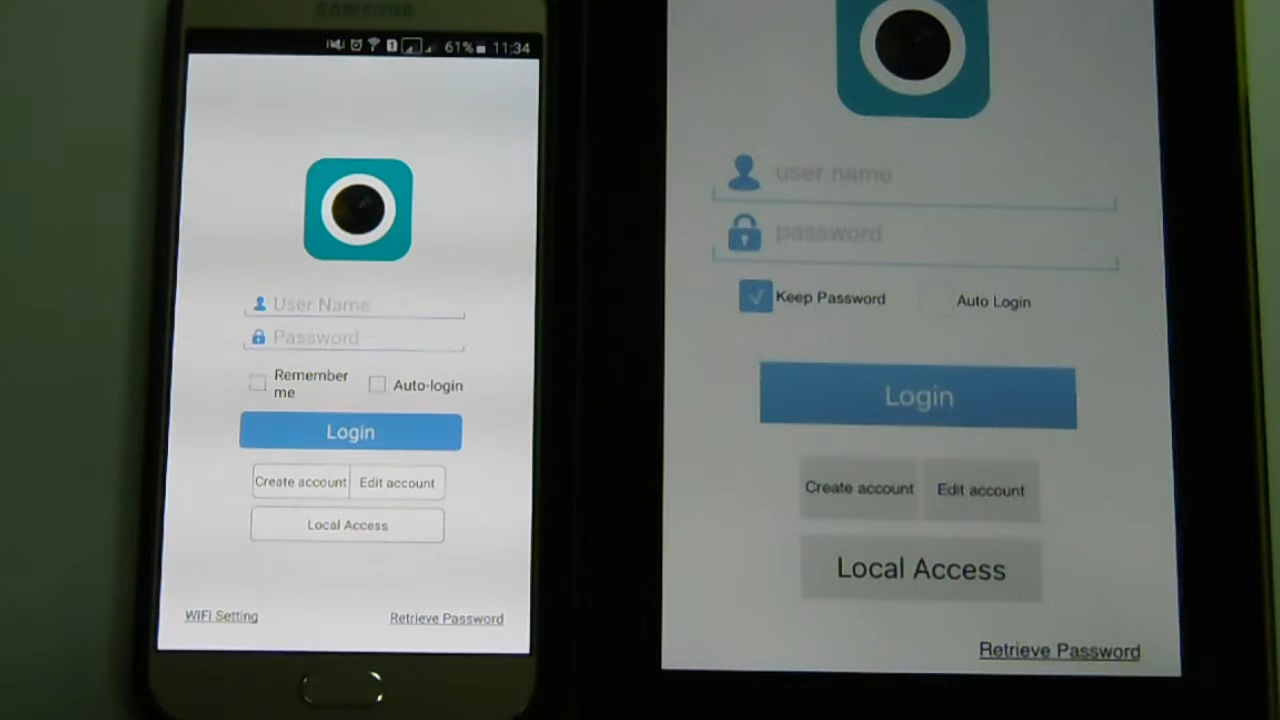 SAMSUNG
61% 11:34
User Name
Password
Remember
me
Auto-login
Login
Create account
Edit account
Local Access
WiFi Setting
Retrieve Password
user name
password
Keep Password
Auto Login
Login
Create account
Edit account
Local Access
Retrieve Password